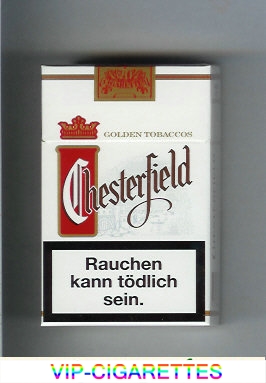 GOLDEN TOBACCOS
Chesterfield
Rauchen
kann tödlich
sein.
VIP-CIGARETTES